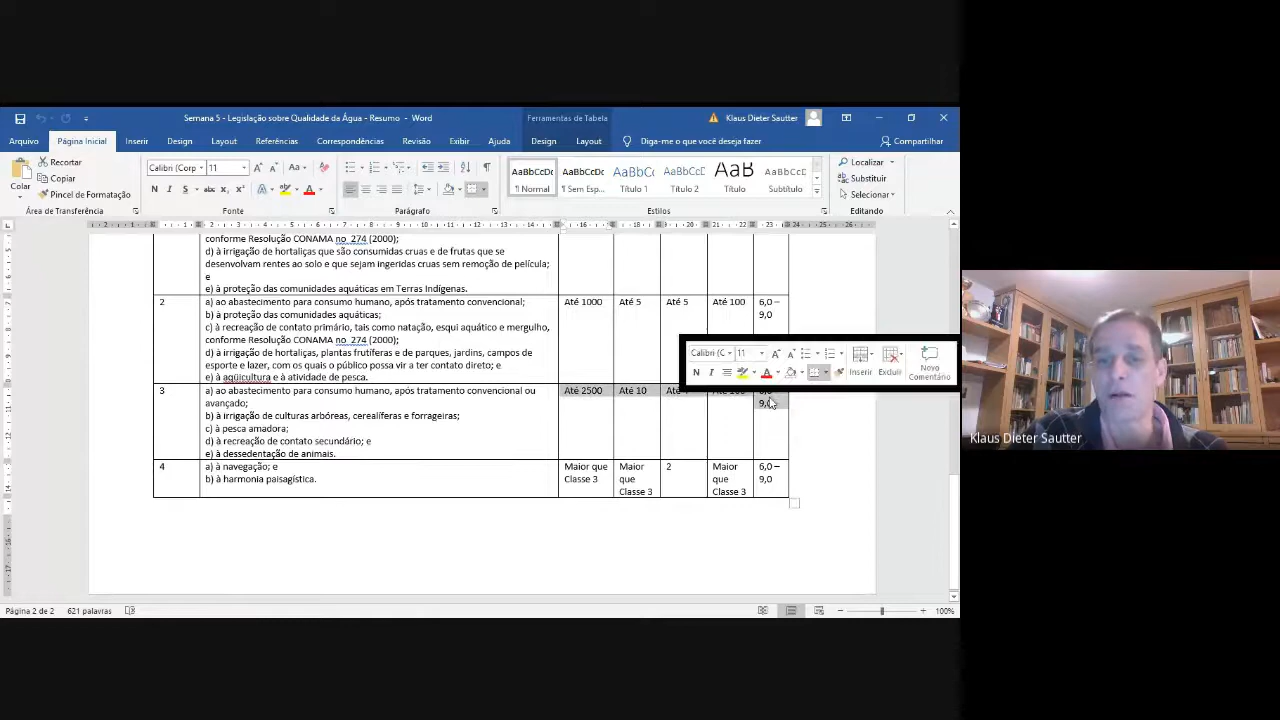 Semana 5 - Legislação sobre Qualidade da Água - Resumo - Word
Ferramentas de Tabela
Klaus Dieter Sautter
Arquivo Página Inicial Inserir Design Layout Referências Correspondências Revisão Exibir Ajuda Design Layout Diga-me o que você deseja fazer Compartilhar
Colar
Recortar
Copiar
Pincel de Formatação
Área de Transferência
Calibri (Corp 11
Fonte
Parágrafo
AaBbCcDc AaBbCcDc AaBbCc AaBbCcC AaB AaBbCcC
¶ Normal ¶ Sem Esp... Título 1 Título 2 Título Subtítulo
Estilos
Localizar
Substituir
Selecionar
Editando
conforme Resolução CONAMA no 274 (2000);
d) à irrigação de hortaliças que são consumidas cruas e de frutas que se
desenvolvam rentes ao solo e que sejam ingeridas cruas sem remoção de película;
e
e) à proteção das comunidades aquáticas em Terras Indígenas.
2
a) ao abastecimento para consumo humano, após tratamento convencional;
b) à proteção das comunidades aquáticas;
c) à recreação de contato primário, tais como natação, esqui aquático e mergulho,
conforme Resolução CONAMA no 274 (2000);
d) à irrigação de hortaliças, plantas frutíferas e de parques, jardins, campos de
esporte e lazer, com os quais o público possa vir a ter contato direto; e
e) à aqüicultura e à atividade de pesca.
Até 1000
Até 5
Até 5
Até 100
6,0 –
9,0
3
a) ao abastecimento para consumo humano, após tratamento convencional ou
avançado;
b) à irrigação de culturas arbóreas, cerealíferas e forrageiras;
c) à pesca amadora;
d) à recreação de contato secundário; e
e) à dessedentação de animais.
Até 2500
Até 10
4
a) à navegação; e
b) à harmonia paisagística.
Maior que
Classe 3
Maior
que
Classe 3
2
Maior
que
Classe 3
6,0 –
9,0
Calibri (C 11
N I
Inserir Excluir
Novo
Comentário
Página 2 de 2 621 palavras
100%
Klaus Dieter Sautter